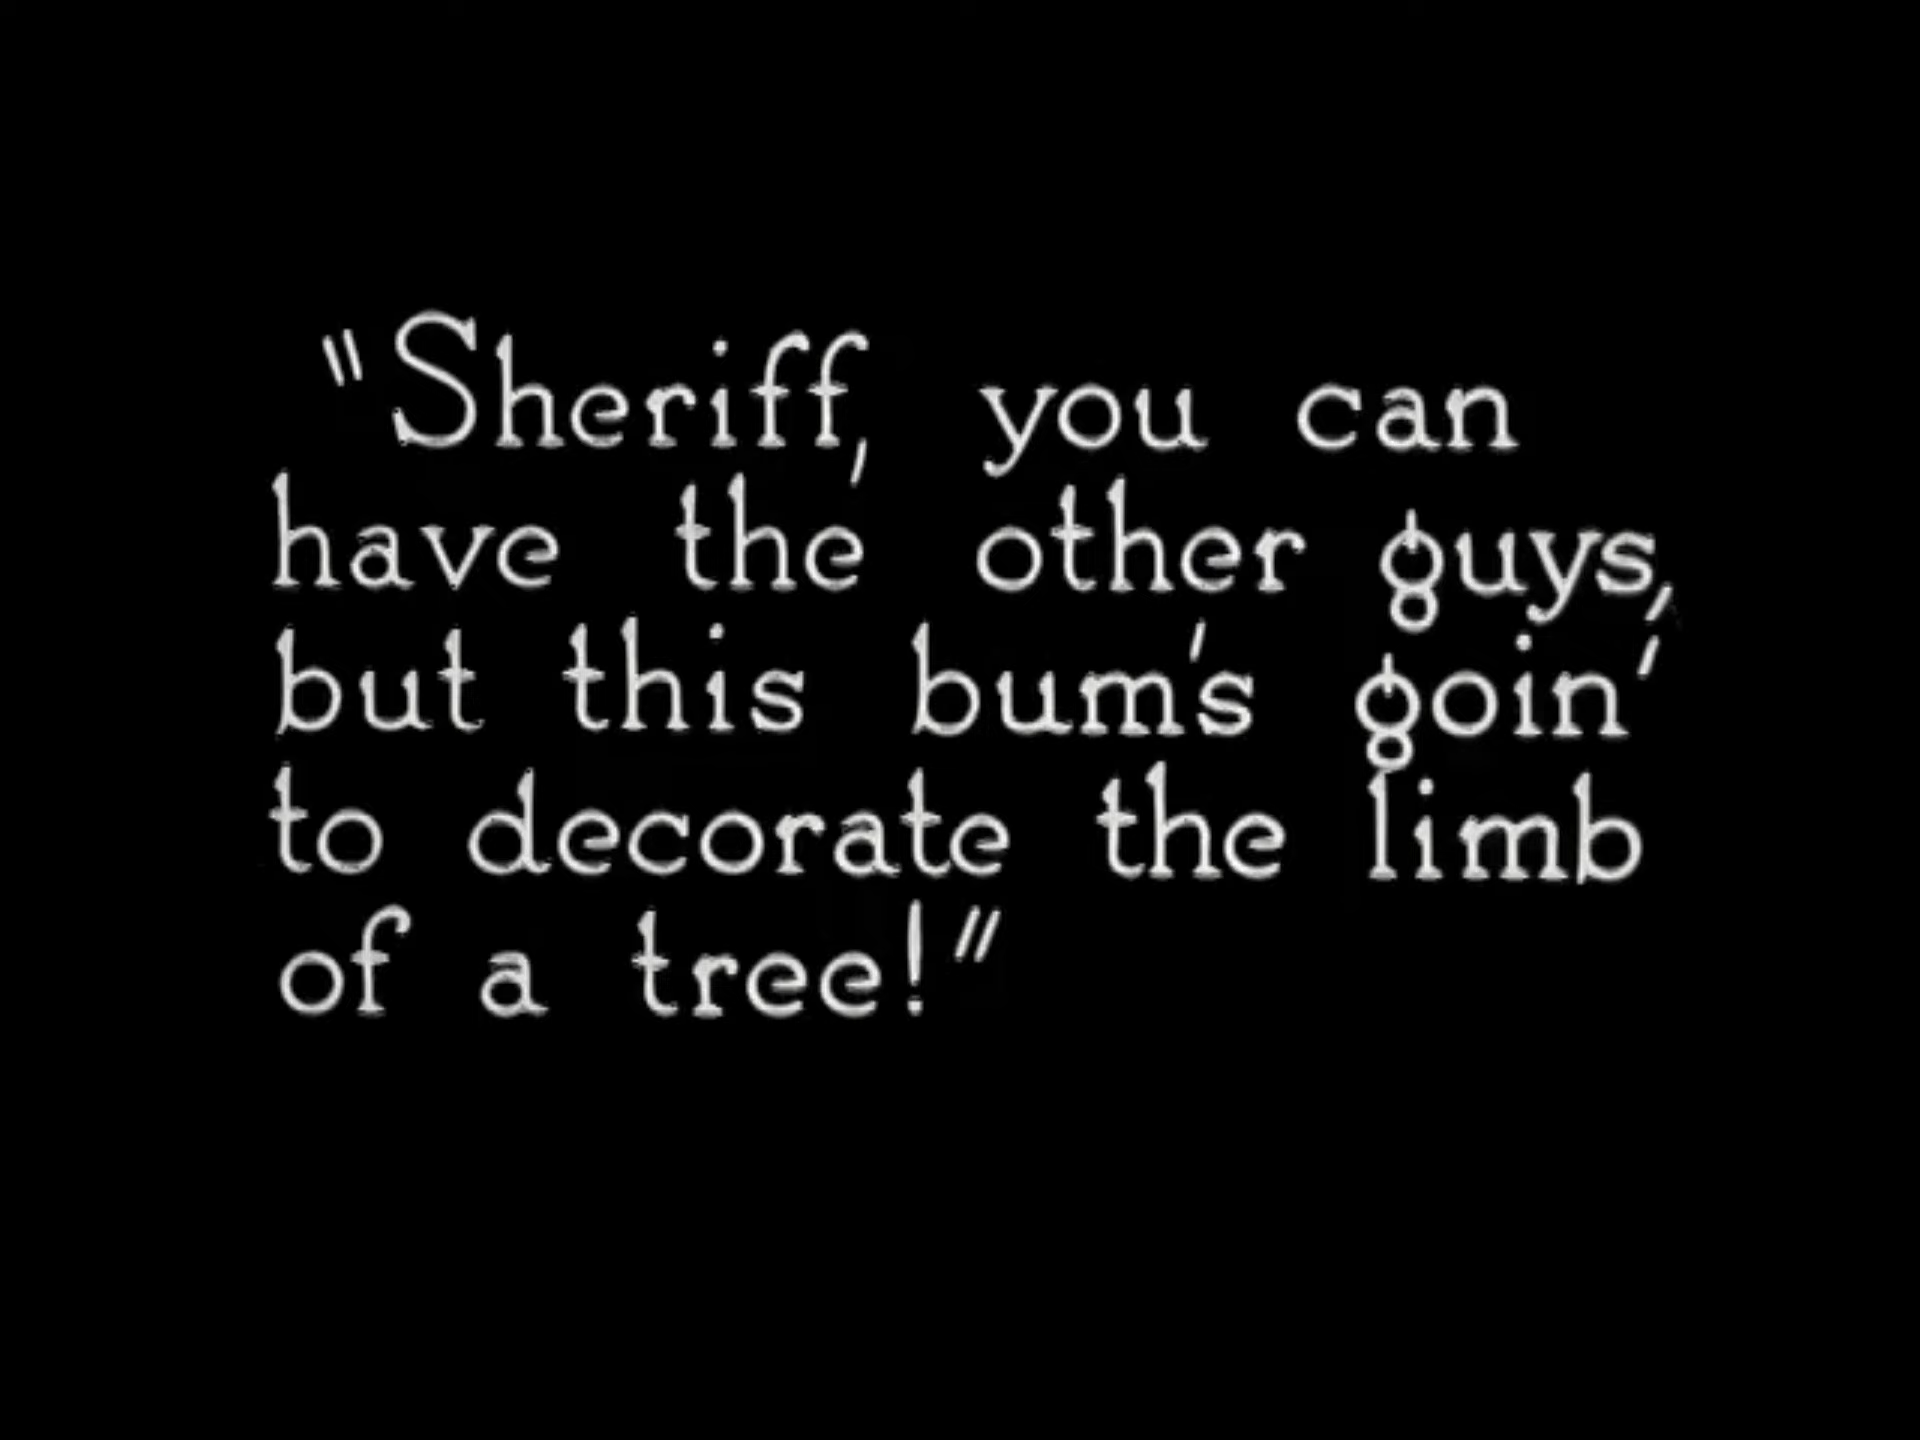 "Sheriff, you can
have the other guys,
but this bum's goin'
to decorate the limb
of a tree!"